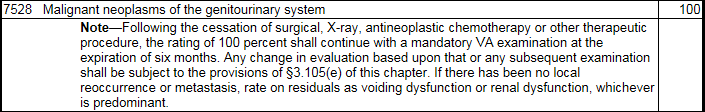 7528 Malignant neoplasms of the genitourinary system 100
Note—Following the cessation of surgical, X-ray, antineoplastic chemotherapy or other therapeutic
procedure, the rating of 100 percent shall continue with a mandatory VA examination at the
expiration of six months. Any change in evaluation based upon that or any subsequent examination
shall be subject to the provisions of §3.105(e) of this chapter. If there has been no local
reoccurrence or metastasis, rate on residuals as voiding dysfunction or renal dysfunction, whichever
is predominant.